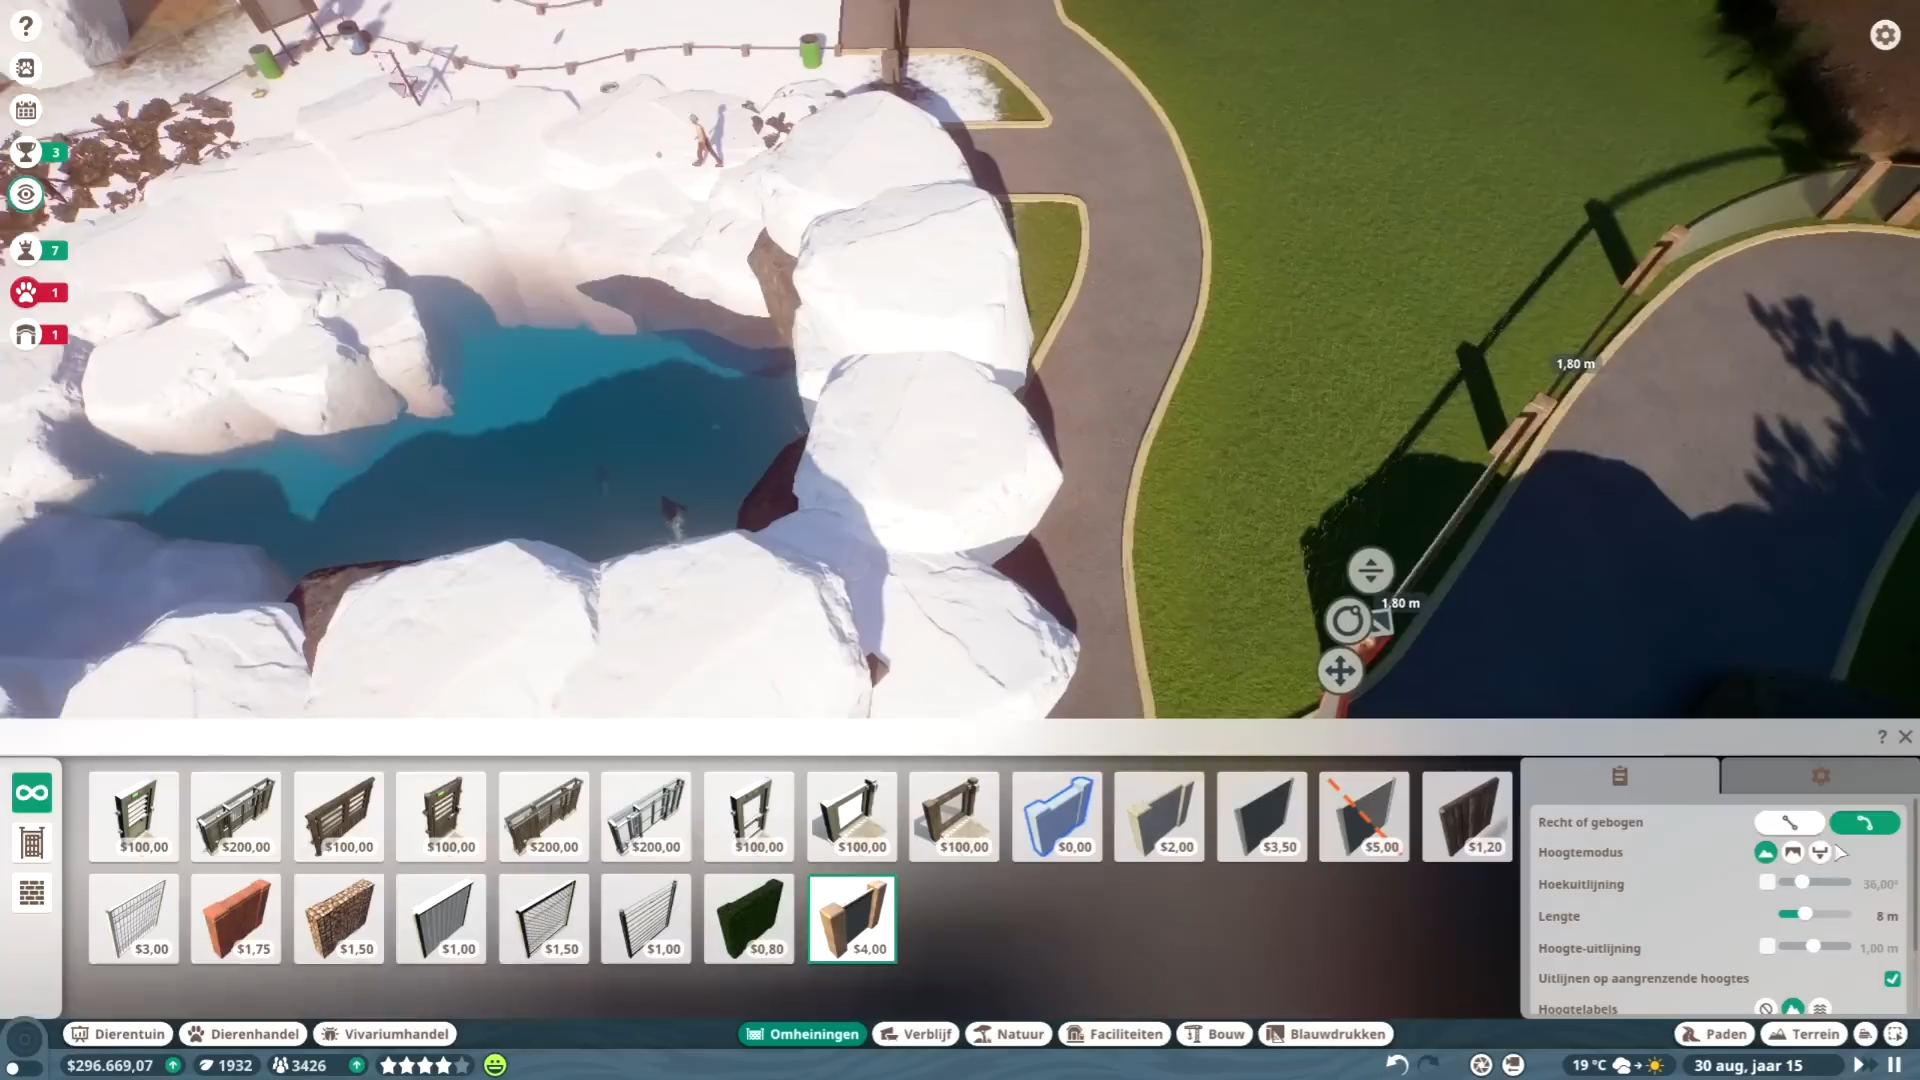 ?
3
7
1
1
1,80 m
1,80 m
? ×
$100,00 $200,00 $100,00 $100,00 $200,00 $200,00 $100,00 $100,00 $100,00 $0,00 $2,00 $3,50 $5,00 $1,20
$3,00 $1,75 $1,50 $1,00 $1,50 $1,00 $0,80 $4,00
Recht of gebogen
Hoogtemodus
Hoekuitlijning 36,00°
Lengte 8 m
Hoogte-uitlijning 1,00 m
Uitlijnen op aangrenzende hoogtes
Hoogtelabels
Dierentuin Dierenhandel Vivariumhandel Omheiningen Verblijf Natuur Faciliteiten Bouw Blauwdrukken Paden Terrein
$296.669,07 1932 3426 19 °C 30 aug, jaar 15